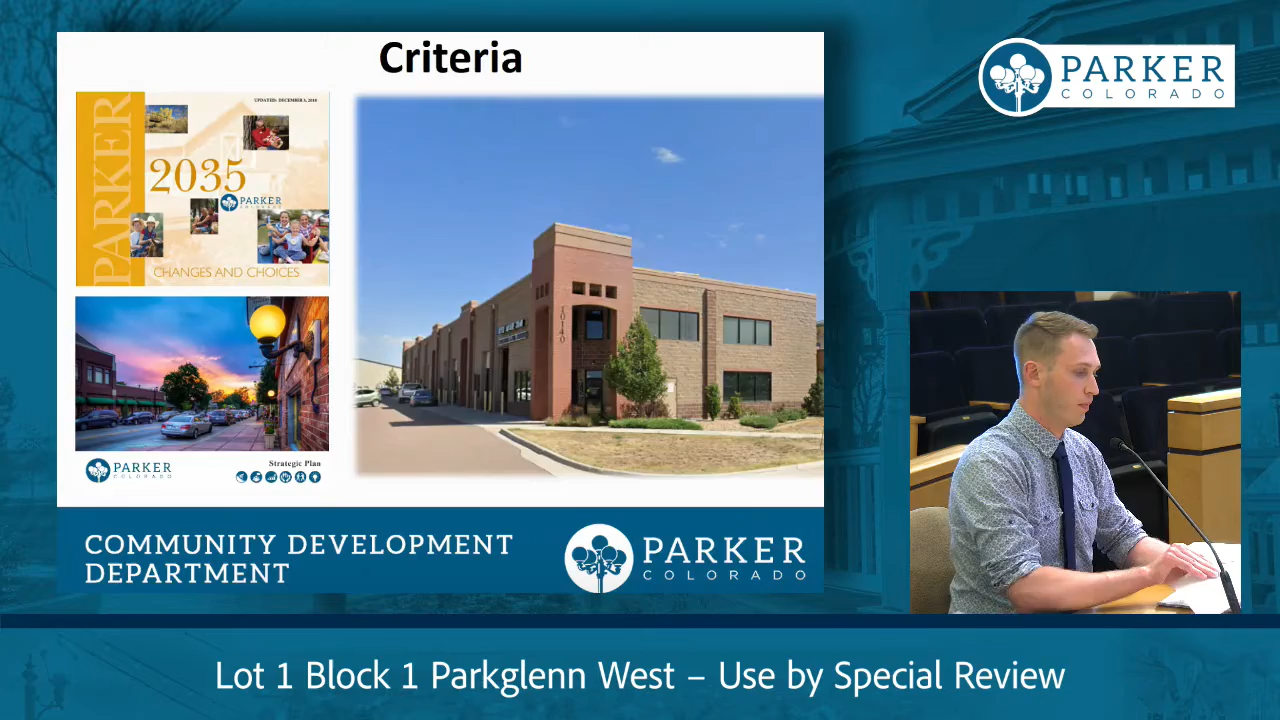 Criteria
UPDATED: DECEMBER 3, 2018
PARKER
2035
PARKER
COLORADO
CHANGES AND CHOICES
10140
PARKER
COLORADO
Strategic Plan
COMMUNITY DEVELOPMENT
DEPARTMENT
PARKER
COLORADO
PARKER
COLORADO
Lot 1 Block 1 Parkglenn West – Use by Special Review